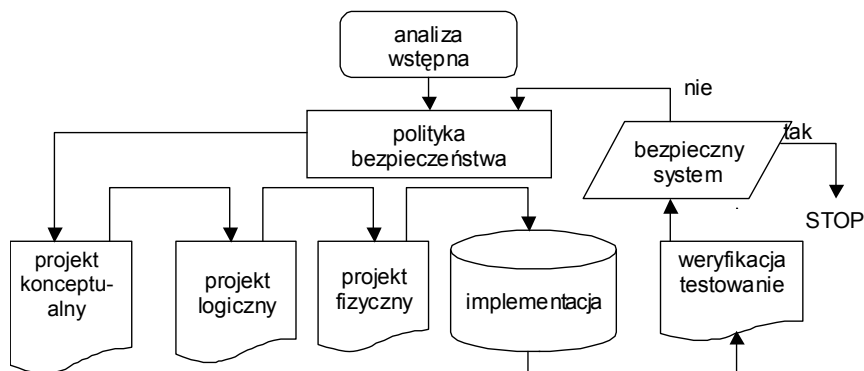 analiza
wstępna
nie
polityka
bezpieczeństwa
tak
bezpieczny
system
STOP
projekt
konceptu-
alny
projekt
logiczny
projekt
fizyczny
implementacja
weryfikacja
testowanie